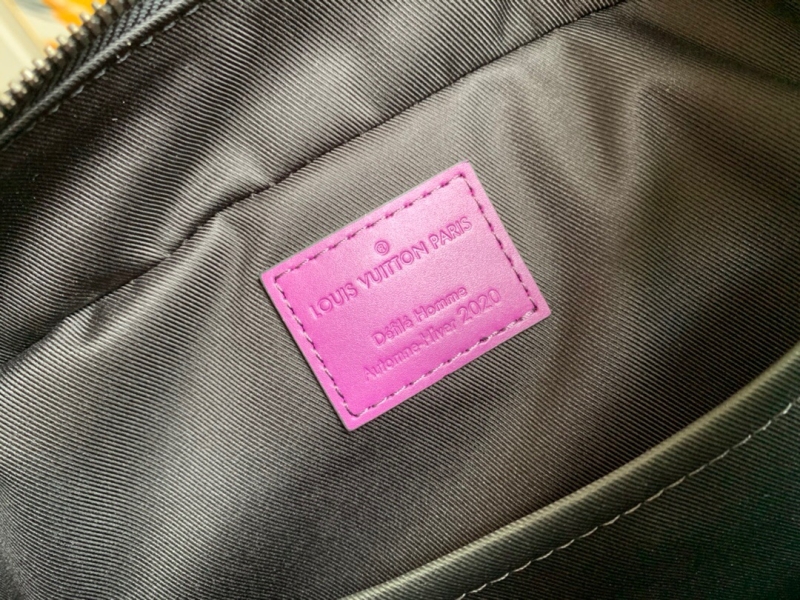 ®
LOUIS VUITTON PARIS
Défilé Homme
Automne-Hiver 2020